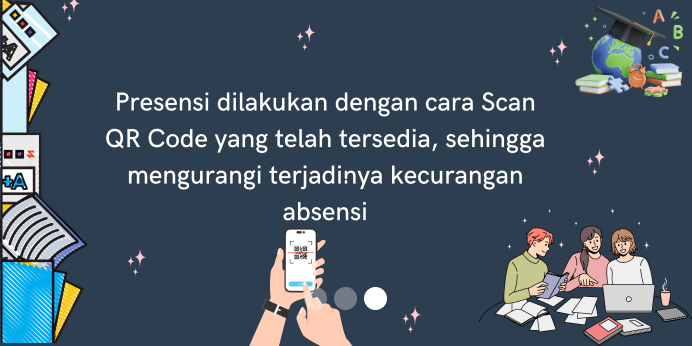 Presensi dilakukan dengan cara Scan
QR Code yang telah tersedia, sehingga
mengurangi terjadinya kecurangan
absensi
A
B
C
A
+A